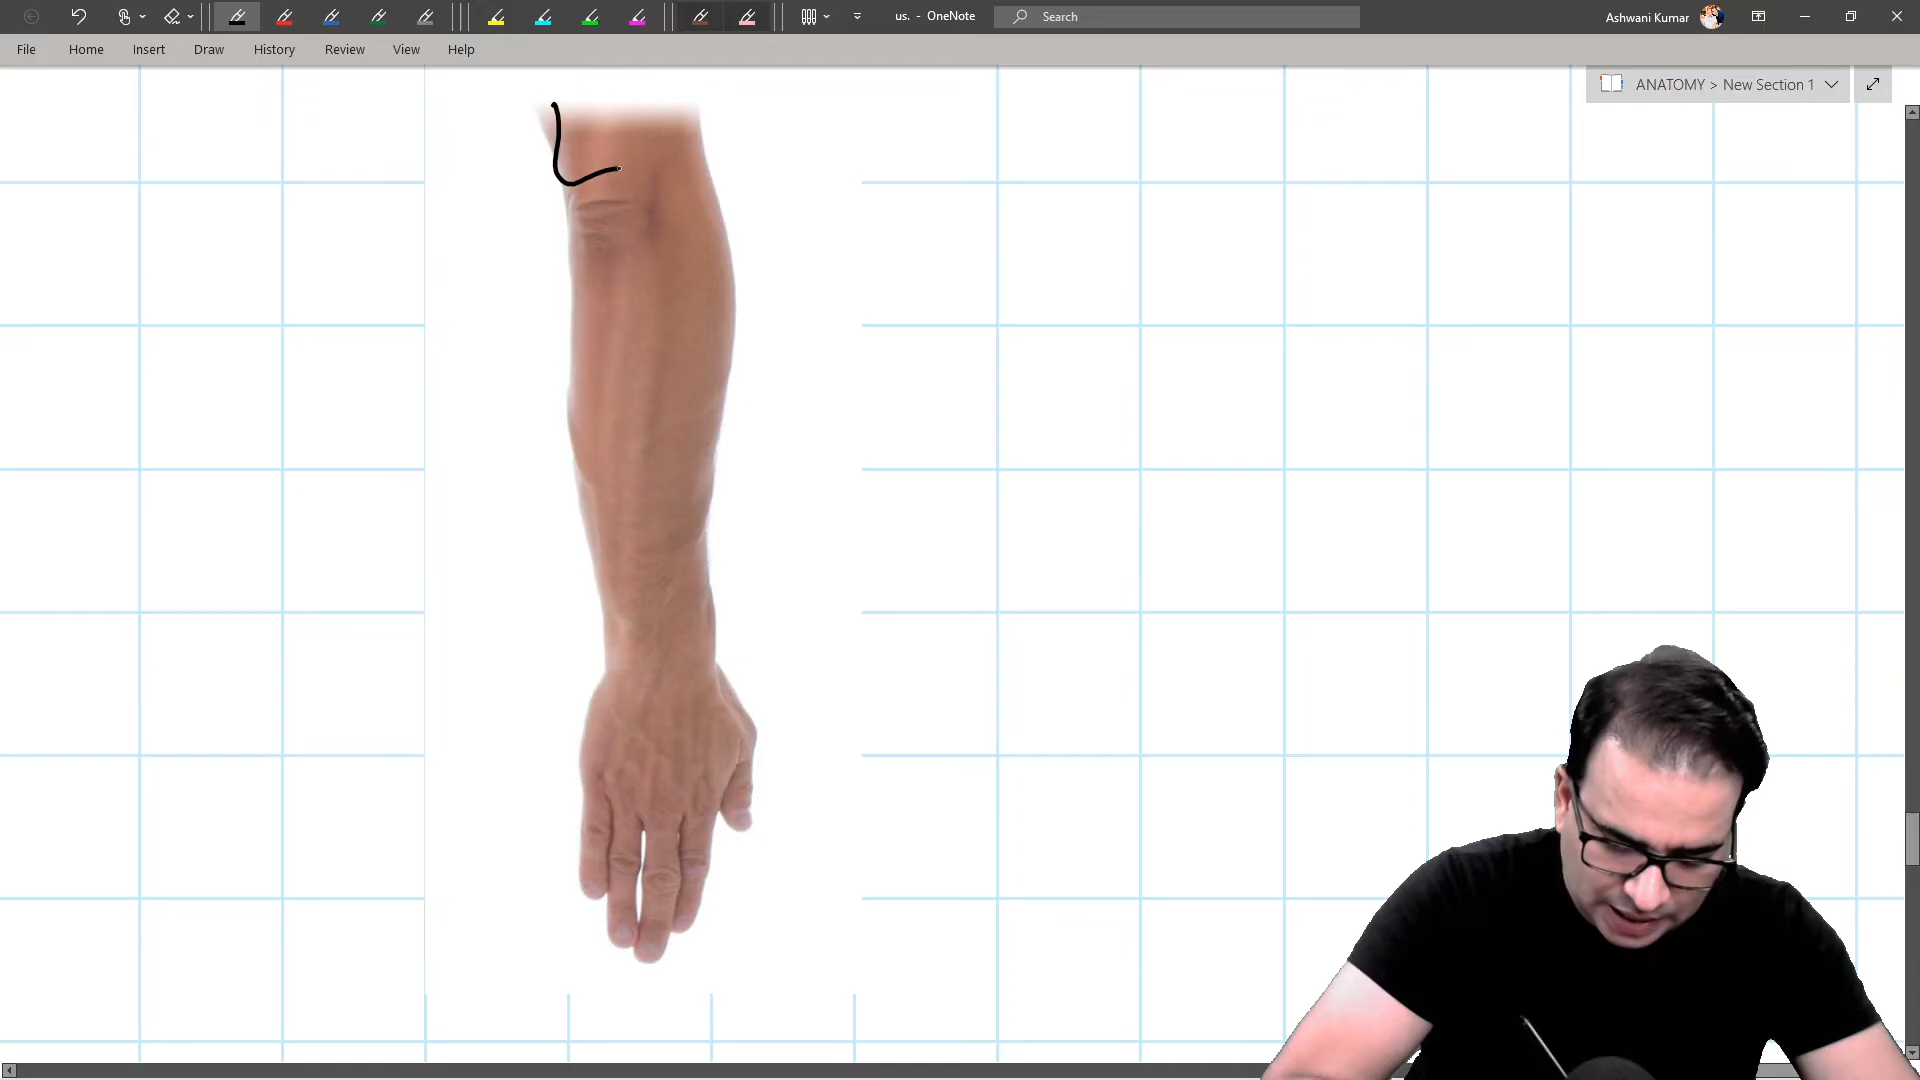 us. - OneNote
Search
Ashwani Kumar
File Home Insert Draw History Review View Help
ANATOMY > New Section 1